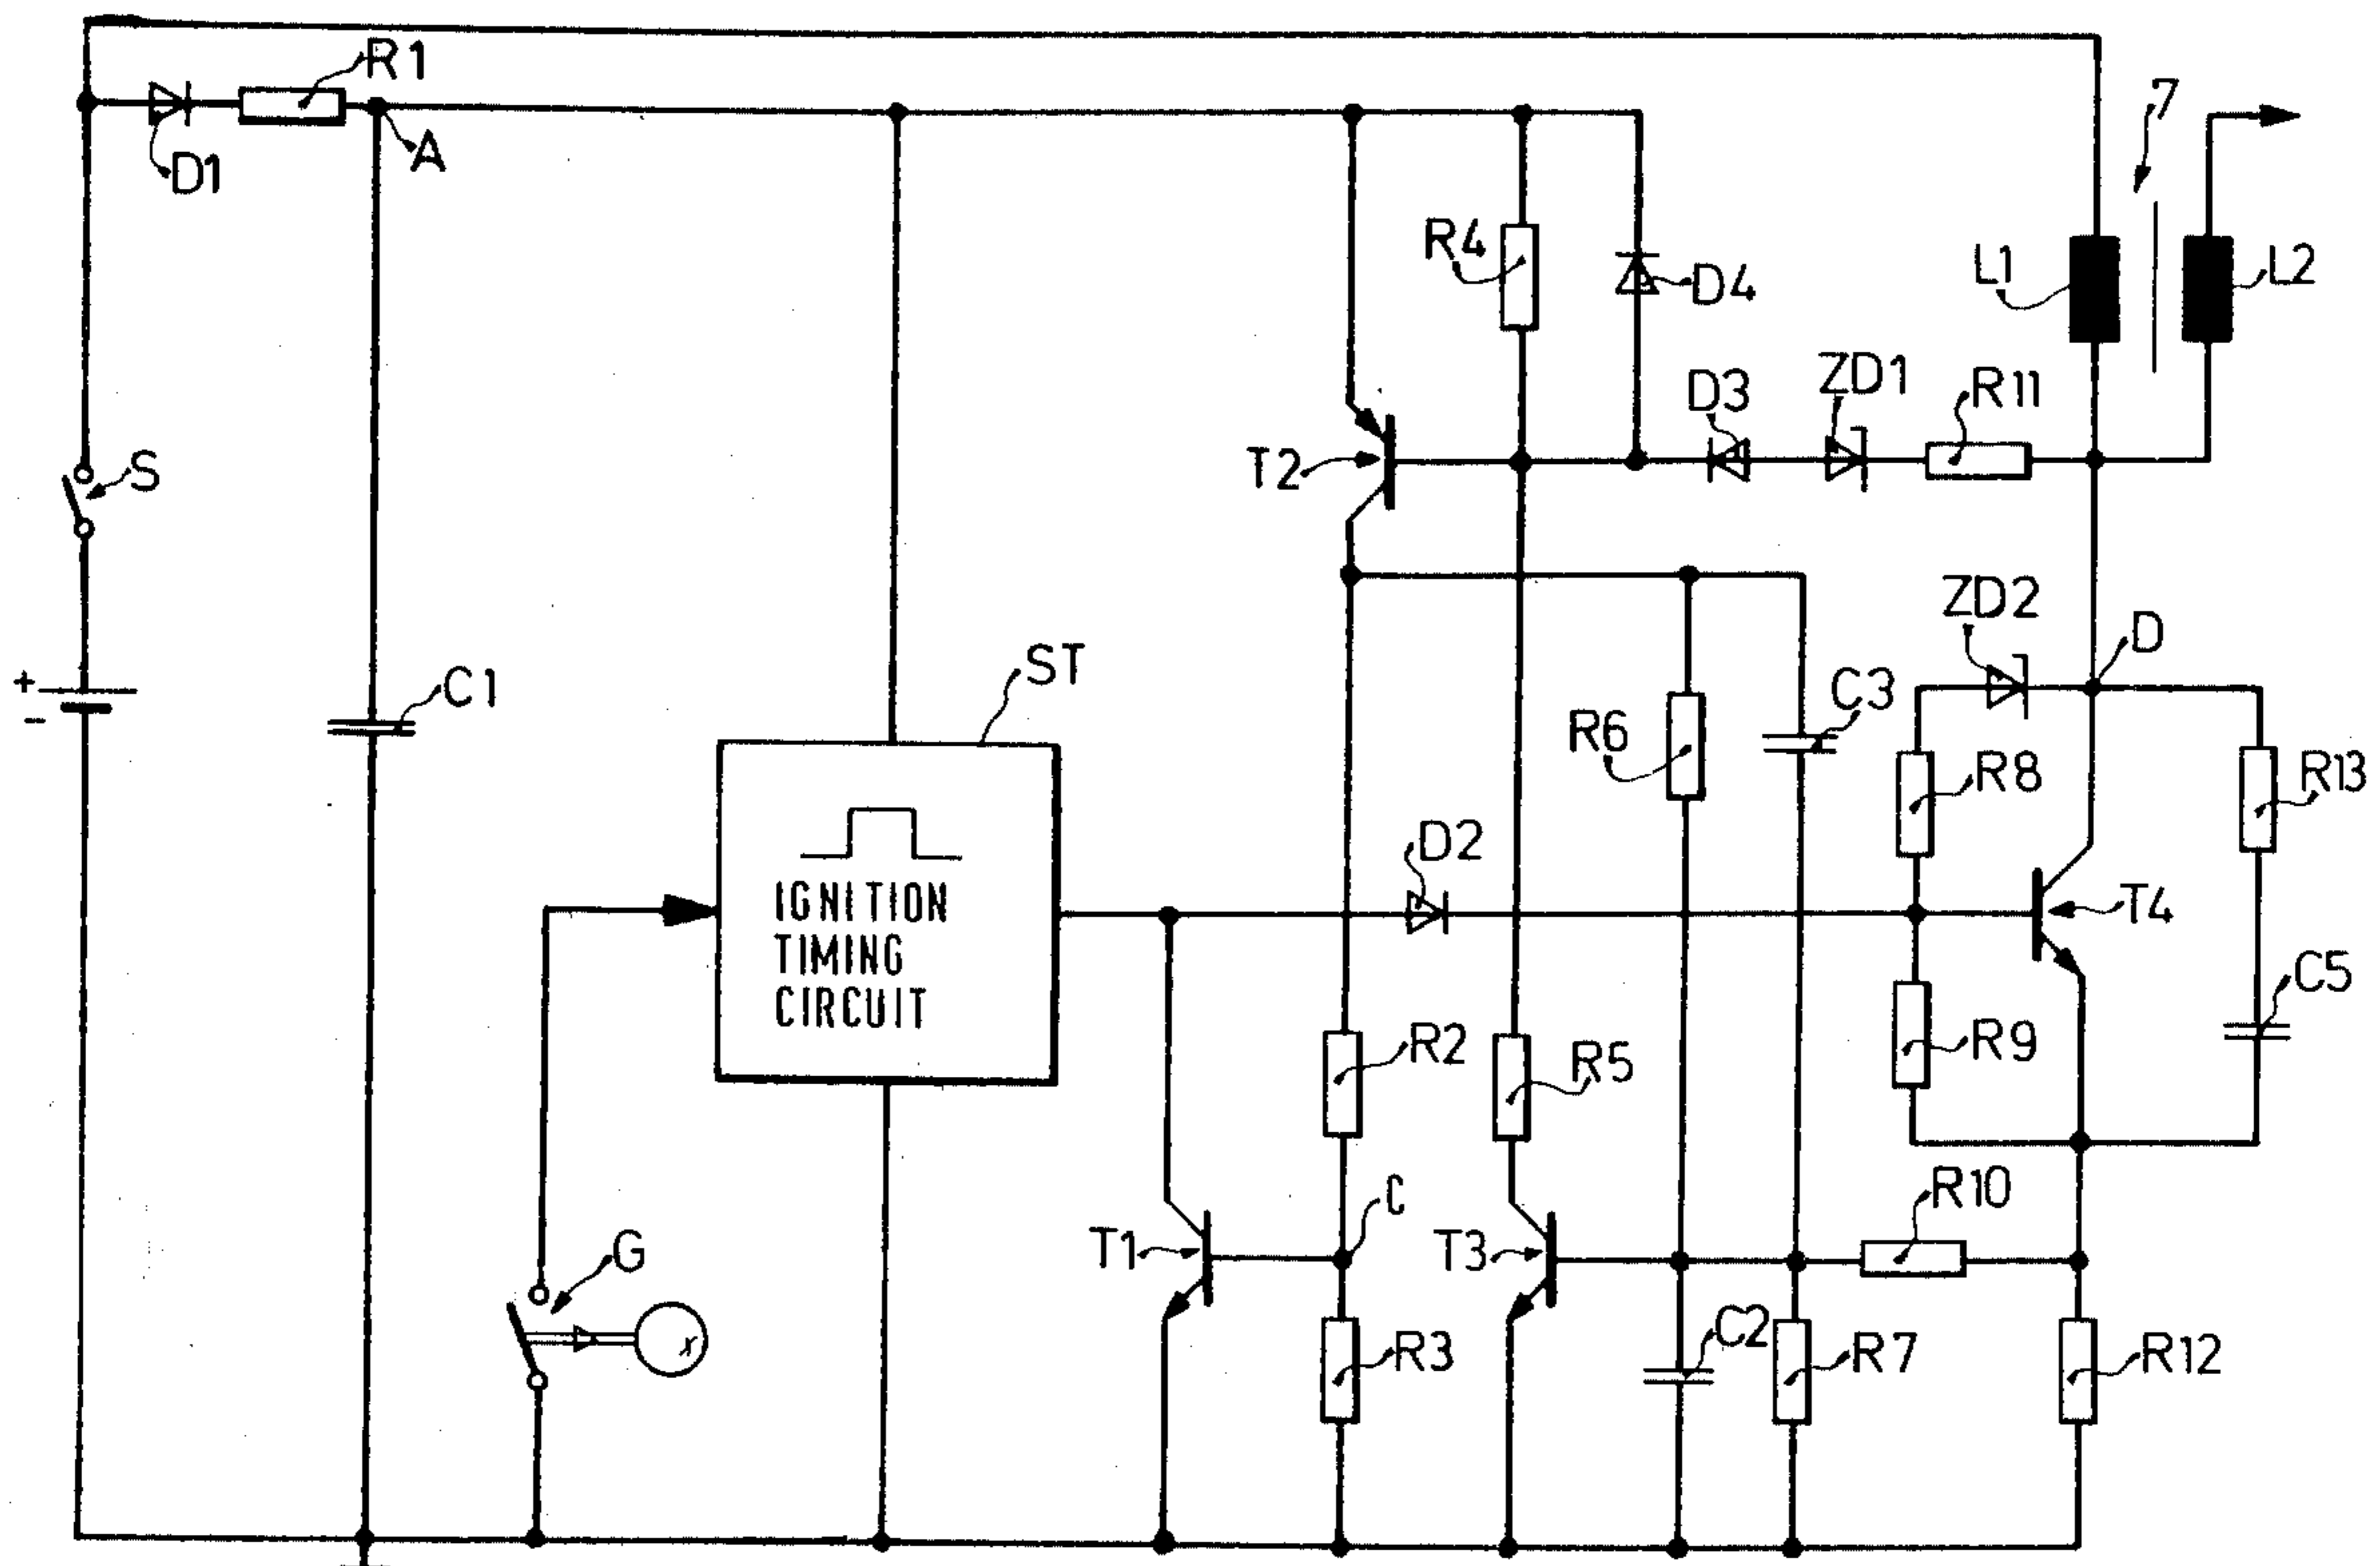 R1
7
A
D1
R4
D4
L1
L2
D3
ZD1
R11
T2
S
ZD2
D
ST
+
C1
C3
-
R6
R8
R13
D2
IGNITION
T4
TIMING
C5
CIRCUIT
R2
R5
R9
C
R10
T1
T3
G
C2
R3
R7
R12